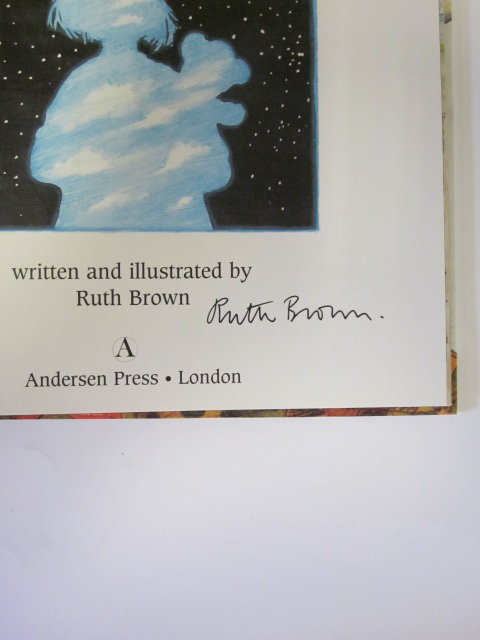 written and illustrated by
Ruth Brown Ruth Brown.
A
Andersen Press • London